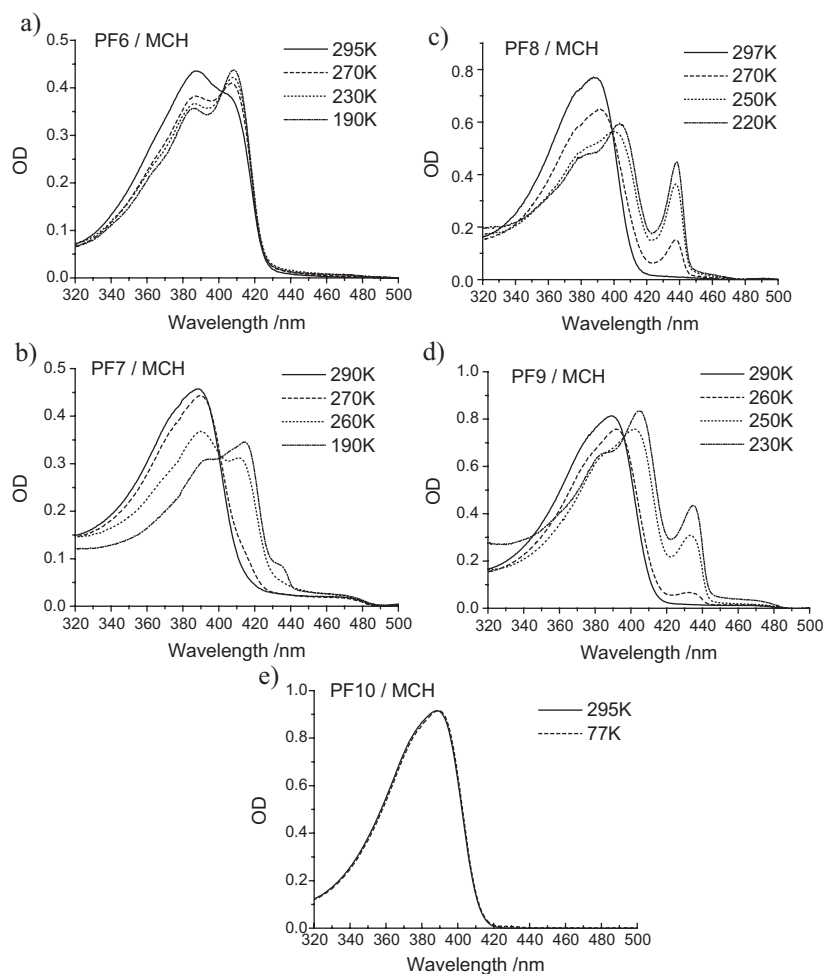 a)
PF6 / MCH
295K
270K
230K
190K
0.5
0.4
0.3
0.2
0.1
0.0
OD
320 340 360 380 400 420 440 460 480 500
Wavelength /nm
c)
PF8 / MCH
297K
270K
250K
220K
0.8
0.6
0.4
0.2
0.0
OD
320 340 360 380 400 420 440 460 480 500
Wavelength /nm
b)
PF7 / MCH
290K
270K
260K
190K
0.5
0.4
0.3
0.2
0.1
0.0
OD
320 340 360 380 400 420 440 460 480 500
Wavelength /nm
d)
PF9 / MCH
290K
260K
250K
230K
1.0
0.8
0.6
0.4
0.2
0.0
OD
320 340 360 380 400 420 440 460 480 500
Wavelength /nm
e)
PF10 / MCH
295K
77K
1.0
0.8
0.6
0.4
0.2
0.0
OD
320 340 360 380 400 420 440 460 480 500
Wavelength /nm